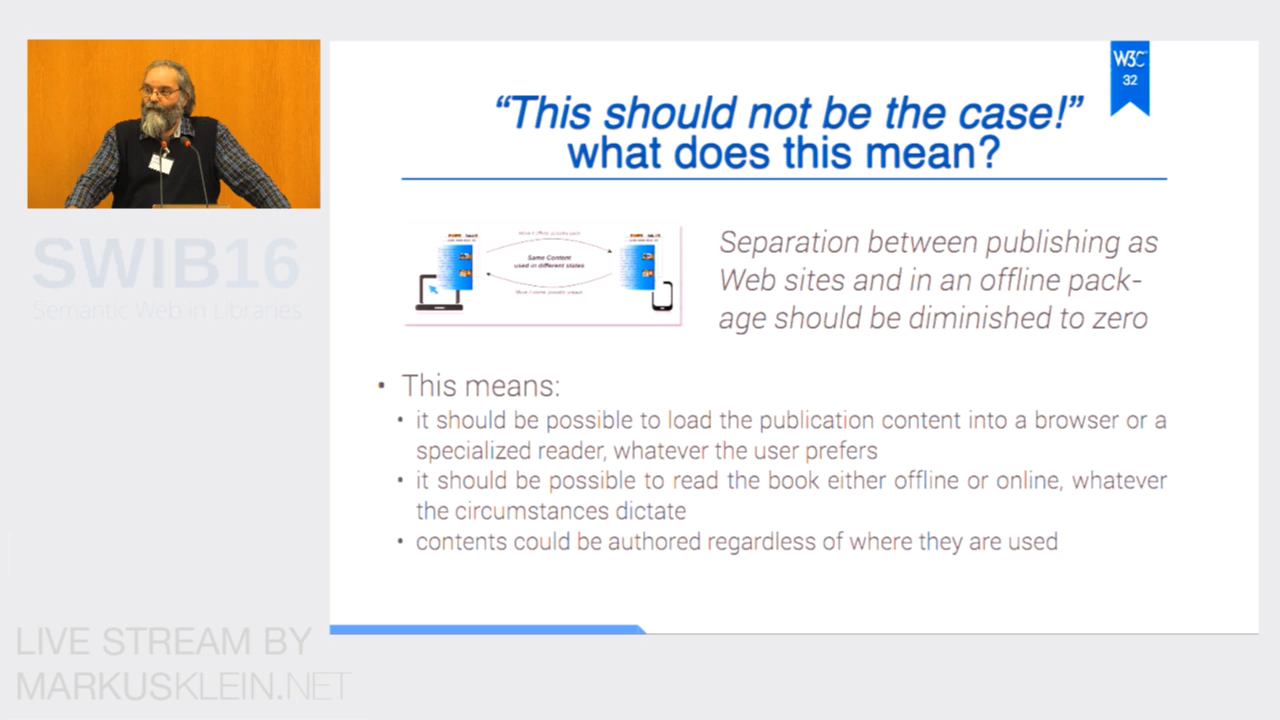 W3C
32
“This should not be the case!”
what does this mean?
Same Content
used in different states
Separation between publishing as
Web sites and in an offline pack-
age should be diminished to zero
• This means:
• it should be possible to load the publication content into a browser or a
specialized reader, whatever the user prefers
• it should be possible to read the book either offline or online, whatever
the circumstances dictate
• contents could be authored regardless of where they are used
SWIB16
Semantic Web in Libraries
LIVE STREAM BY
MARKUSKLEIN.NET